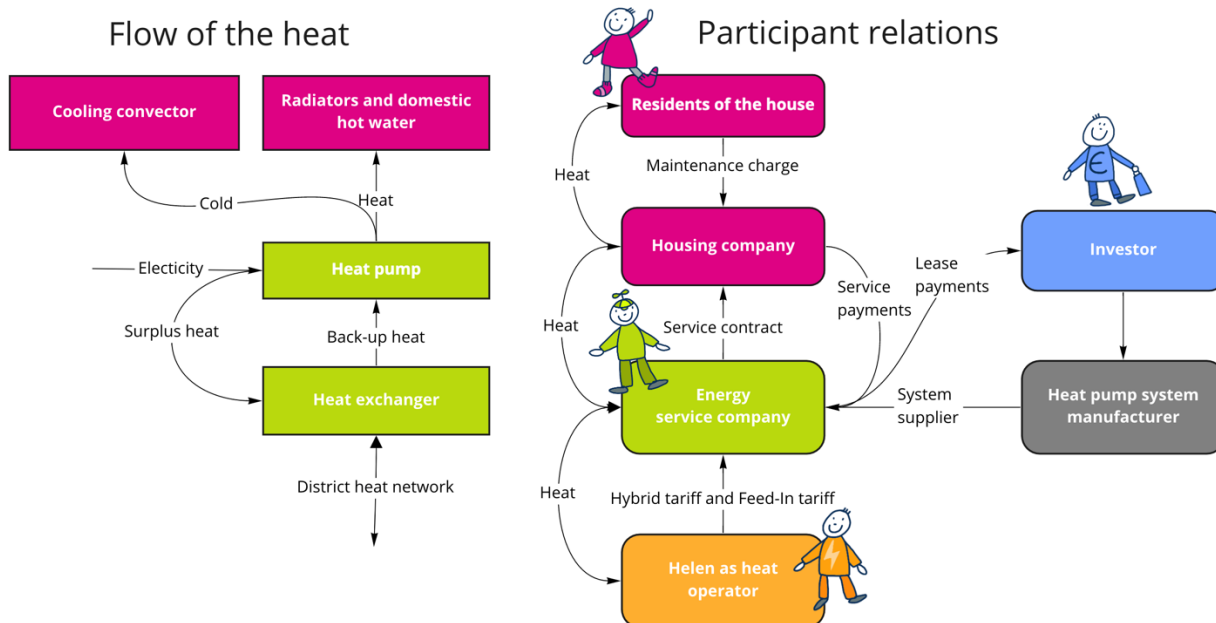 Flow of the heat
Cooling convector
Radiators and domestic
hot water
Cold
Heat
Electicity
Heat pump
Surplus heat
Back-up heat
Heat exchanger
District heat network
Participant relations
Residents of the house
Heat
Maintenance charge
Housing company
Investor
Service
payments
Lease
payments
Heat
Service contract
€
Energy
service company
System
supplier
Heat pump system
manufacturer
Heat
Hybrid tariff and Feed-In tariff
Helen as heat
operator